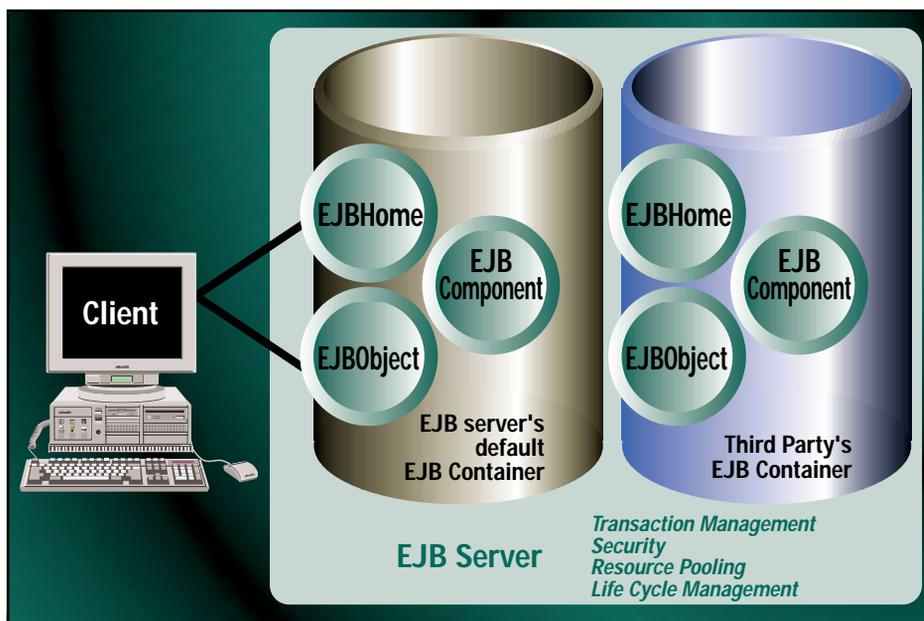 Client
EJBHome
EJB
Component
EJBObject
EJB server's
default
EJB Container
EJBHome
EJB
Component
EJBObject
Third Party's
EJB Container
EJB Server
Transaction Management
Security
Resource Pooling
Life Cycle Management